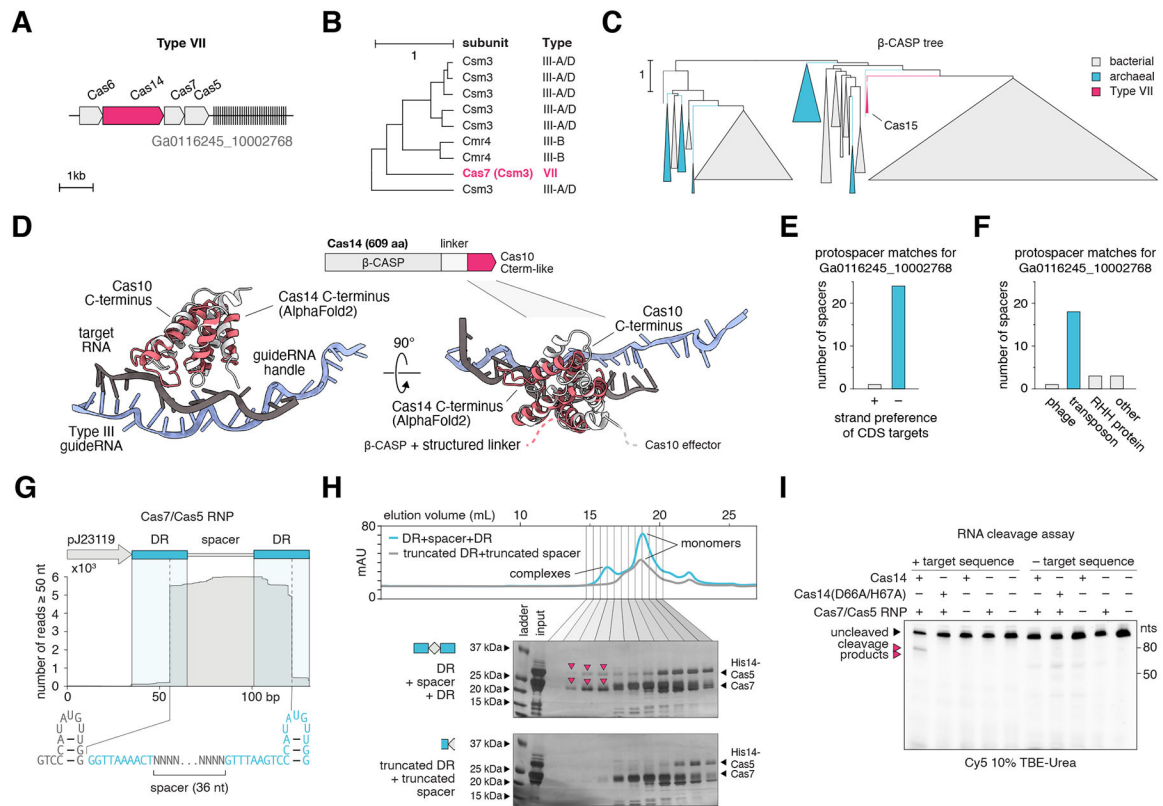 A
Type VII
Cas6
Cas14
Cas7
Cas5
Ga0116245_10002768
1kb
B
1
subunit Type
Csm3 III-A/D
Csm3 III-A/D
Csm3 III-A/D
Csm3 III-A/D
Csm3 III-A/D
Cmr4 III-B
Cmr4 III-B
Cas7 (Csm3) VII
Csm3 III-A/D
C
β-CASP tree
1
bacterial
archaeal
Type VII
Cas15
D
Cas14 (609 aa) linker
β-CASP
Cas10
Cterm-like
Cas10
C-terminus
Cas14 C-terminus
(AlphaFold2)
target
RNA
guideRNA
handle
Type III
guideRNA
90°
Cas10
C-terminus
Cas14 C-terminus
(AlphaFold2)
β-CASP + structured linker
Cas10 effector
E
protospacer matches for
Ga0116245_10002768
number of spacers
20
10
0
+ −
strand preference
of CDS targets
F
protospacer matches for
Ga0116245_10002768
number of spacers
20
10
0
phage
transposon
RHH protein
other
G
Cas7/Cas5 RNP
pJ23119 DR spacer DR
x10³
number of reads ≥ 50 nt
6
5
4
3
2
1
0
0 50 100 bp
A U G
U U
A U
C G
C – G
GTCC – G GGTTAAAACTNNNN...NNNNGTTTAAGTCC – G
A U G
U U
A U
C G
C – G
spacer (36 nt)
H
elution volume (mL) 10 15 20 25
mAU
80
40
0
DR+spacer+DR
truncated DR+truncated spacer
complexes
monomers
ladder
input
DR
+ spacer
+ DR
37 kDa
25 kDa
20 kDa
15 kDa
His14-
Cas5
Cas7
truncated DR
+ truncated
spacer
37 kDa
25 kDa
20 kDa
15 kDa
His14-
Cas5
Cas7
I
RNA cleavage assay
+ target sequence − target sequence
Cas14 + − + − − + − + − −
Cas14(D66A/H67A) − + − − − − + − − −
Cas7/Cas5 RNP + + − + − + + − + −
uncleaved
cleavage
products
nts
80
50
Cy5 10% TBE-Urea